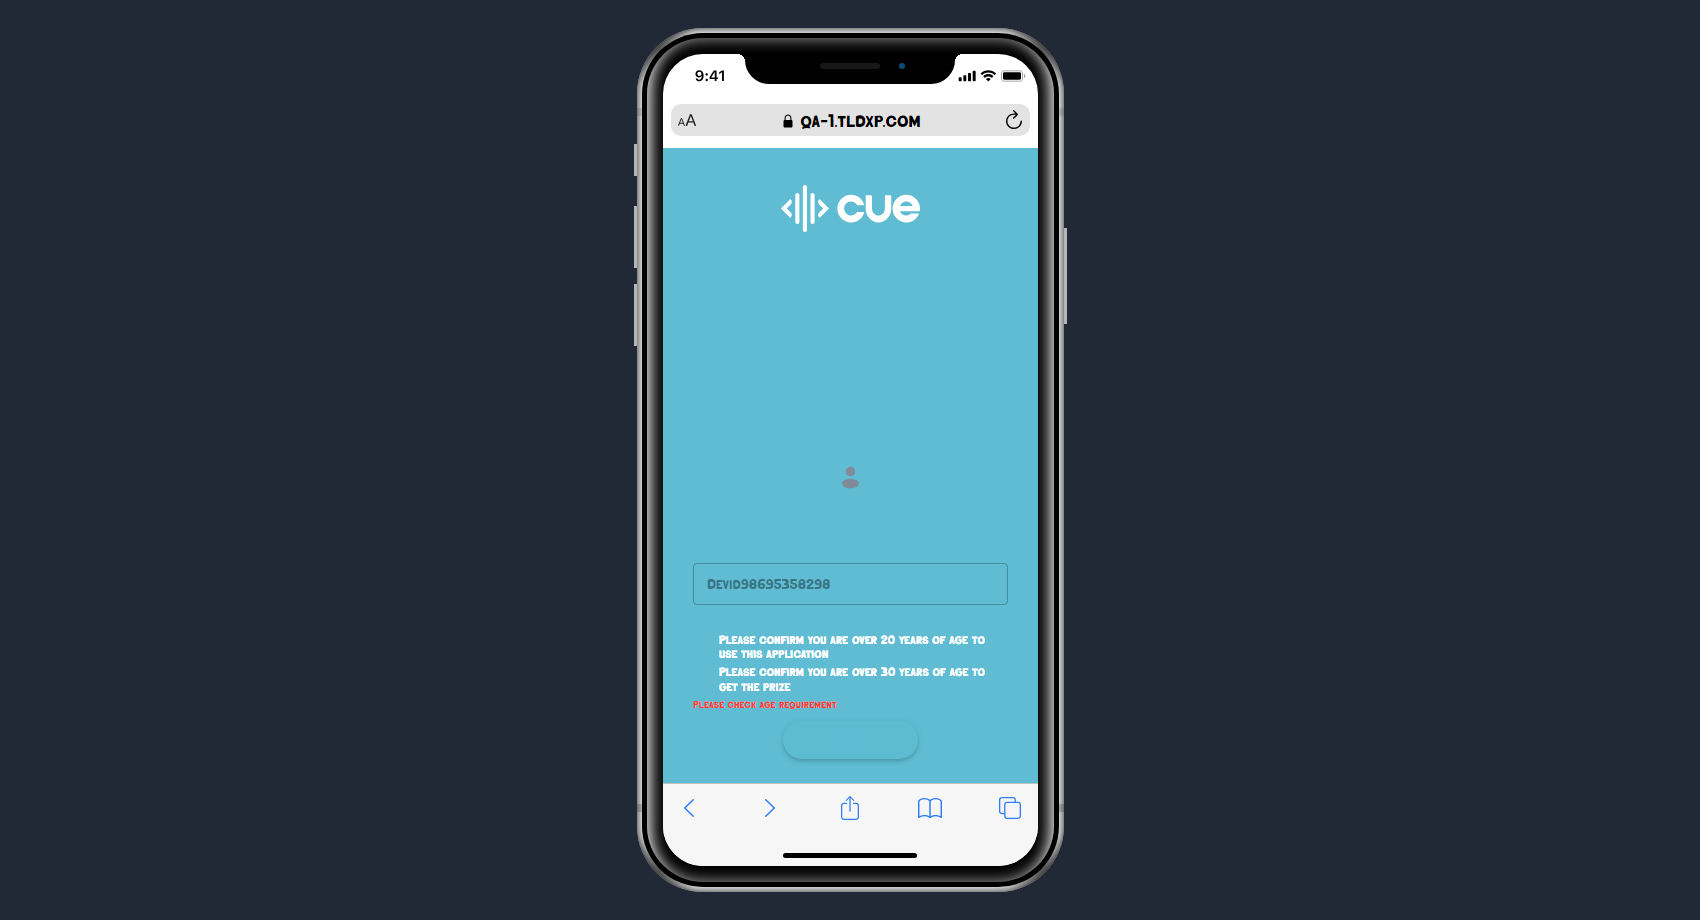 9:41
AA
QA-1.TLDXP.COM
cue
Devid98695358298
Please confirm you are over 20 years of age to
use this application
Please confirm you are over 30 years of age to
get the prize
Please check age requirement